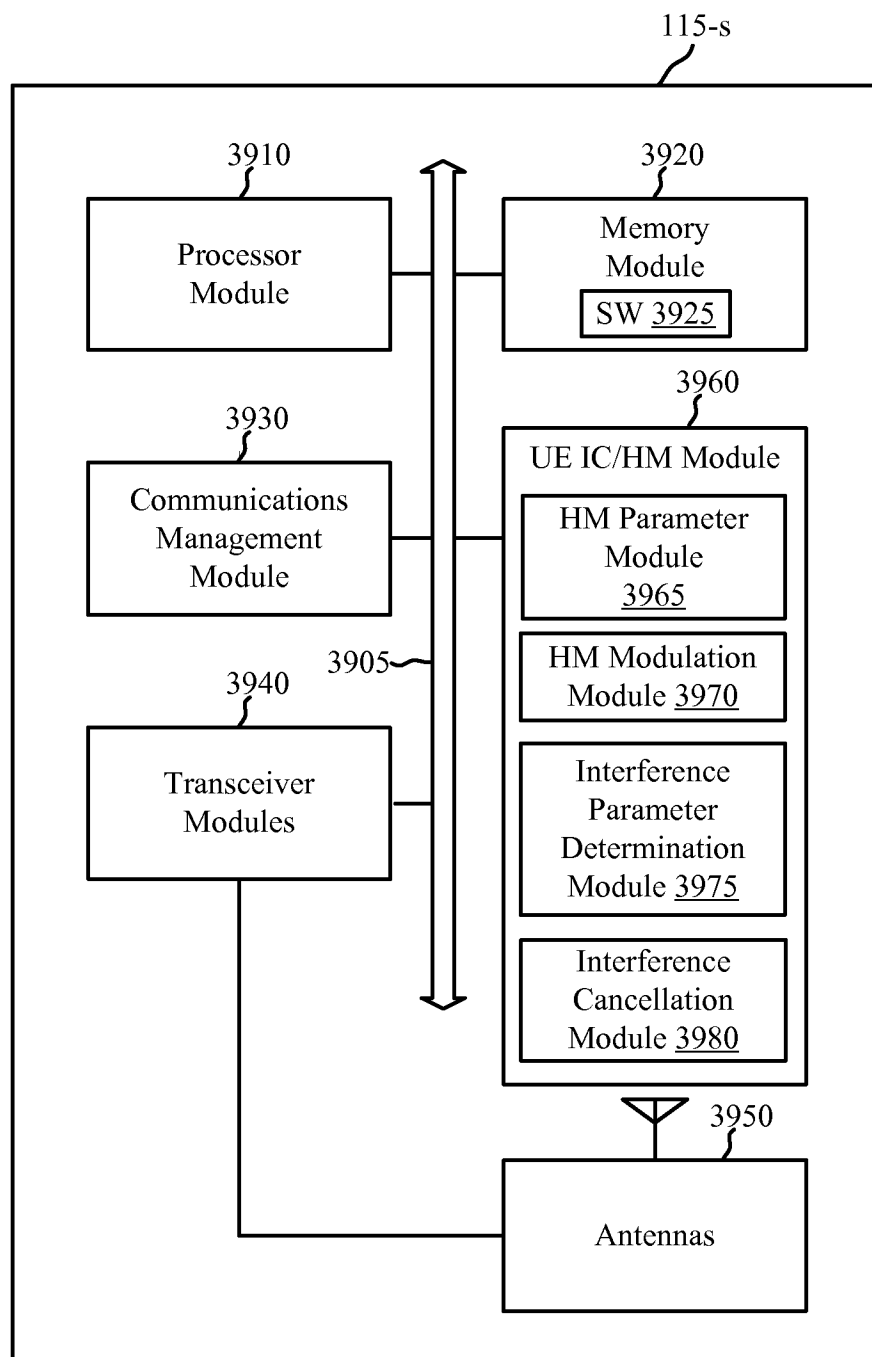 115-s
3910
Processor
Module
3920
Memory
Module
SW 3925
3930
Communications
Management
Module
3960
UE IC/HM Module
HM Parameter
Module
3965
HM Modulation
Module 3970
Interference
Parameter
Determination
Module 3975
Interference
Cancellation
Module 3980
3905
3940
Transceiver
Modules
3950
Antennas